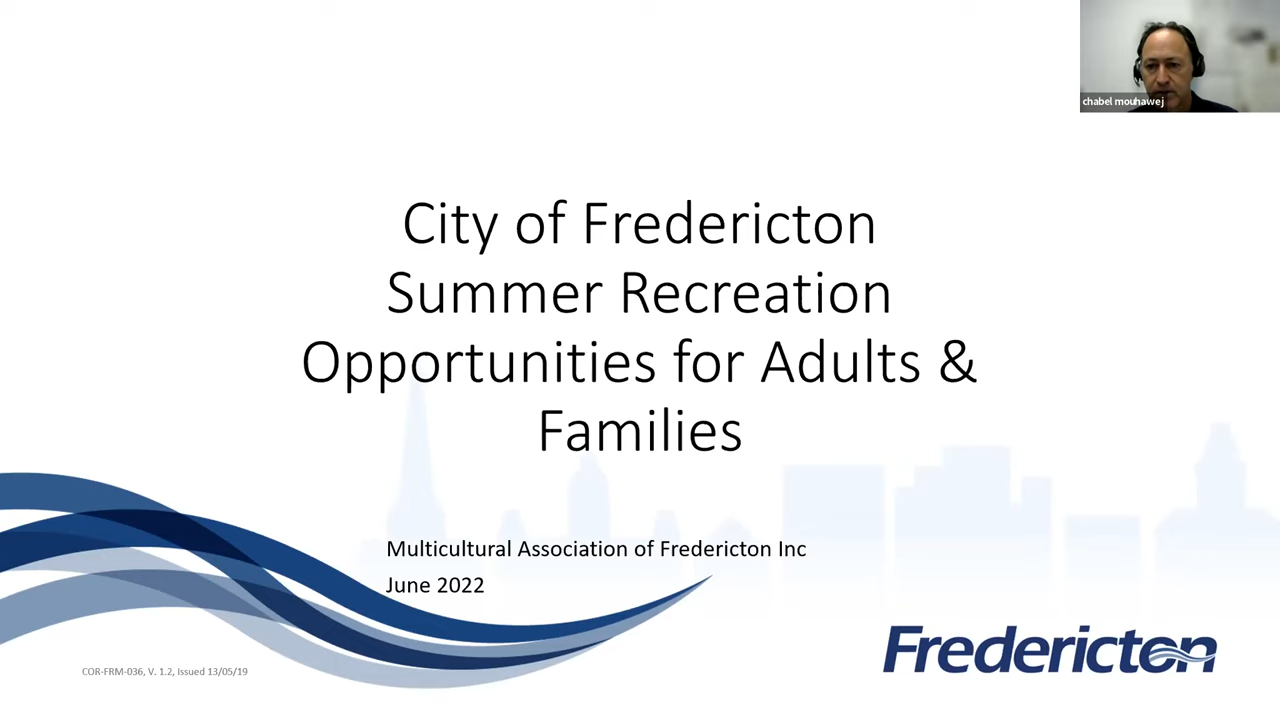 chabel mouhawej
City of Fredericton
Summer Recreation
Opportunities for Adults &
Families
Multicultural Association of Fredericton Inc
June 2022
COR-FRM-036, V. 1.2, Issued 13/05/19
Fredericton